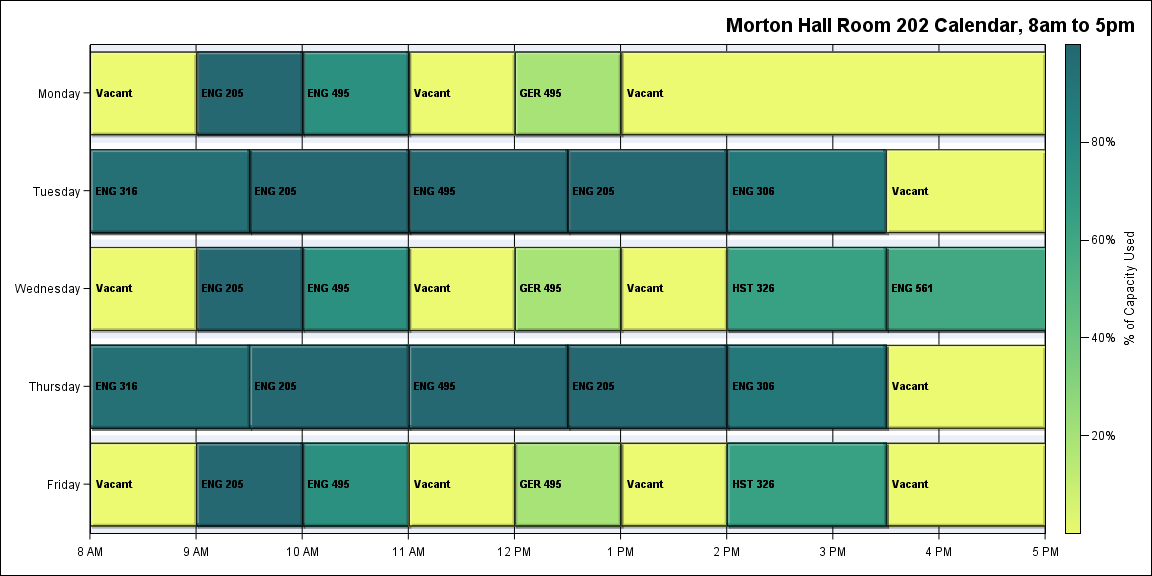 Morton Hall Room 202 Calendar, 8am to 5pm
Monday
Vacant
ENG 205
ENG 495
Vacant
GER 495
Vacant
Tuesday
ENG 316
ENG 205
ENG 495
ENG 205
ENG 306
Vacant
Wednesday
Vacant
ENG 205
ENG 495
Vacant
GER 495
Vacant
HST 326
ENG 561
Thursday
ENG 316
ENG 205
ENG 495
ENG 205
ENG 306
Vacant
Friday
Vacant
ENG 205
ENG 495
Vacant
GER 495
Vacant
HST 326
Vacant
8 AM
9 AM
10 AM
11 AM
12 PM
1 PM
2 PM
3 PM
4 PM
5 PM
80%
60%
40%
20%
% of Capacity Used